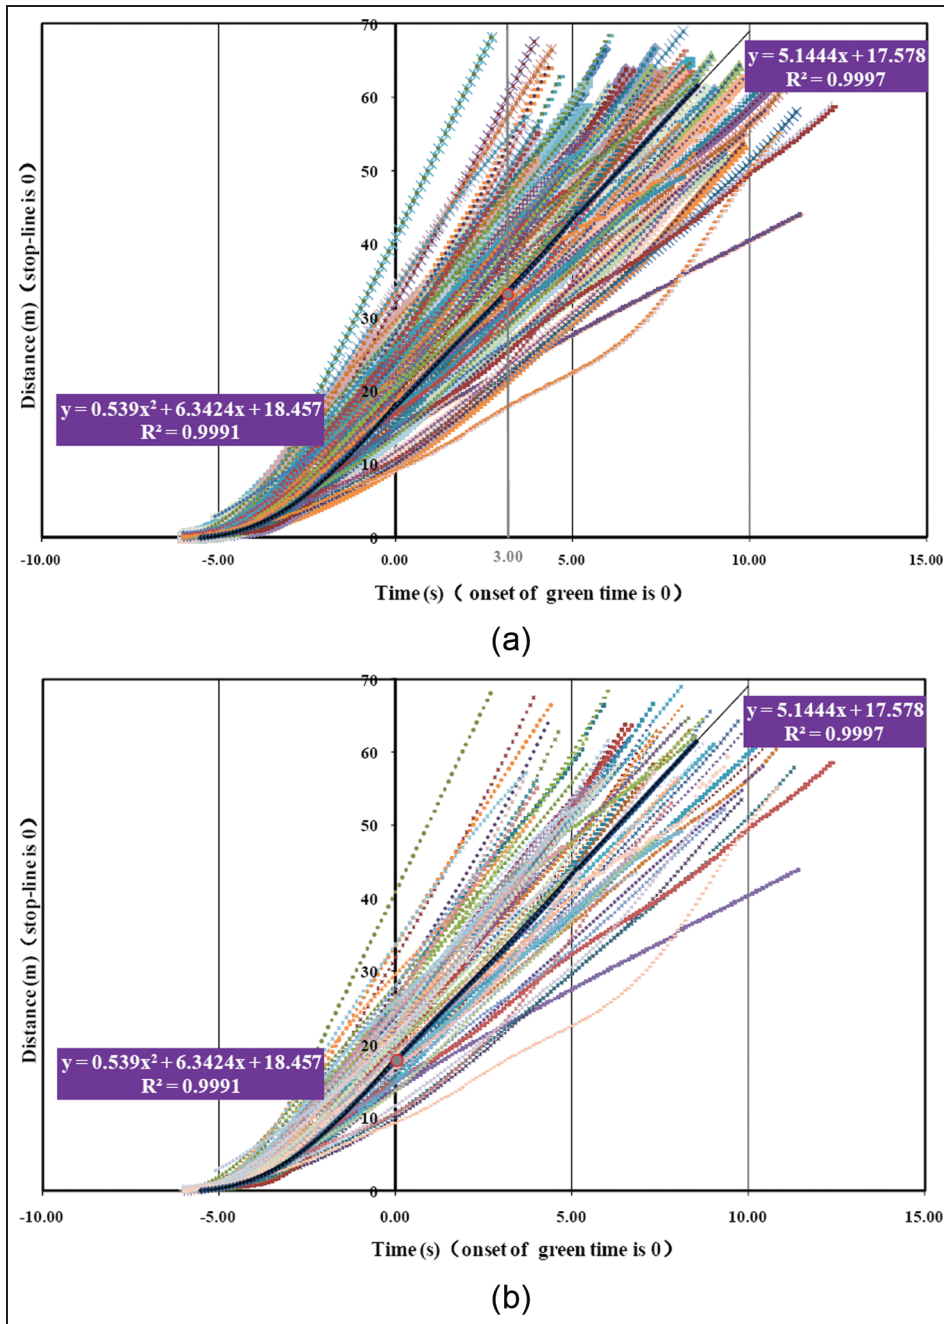 70
60
50
40
30
20
10
0
y = 5.1444x + 17.578
R² = 0.9997
y = 0.539x² + 6.3424x + 18.457
R² = 0.9991
Distance (m)（stop-line is 0）
-10.00 -5.00 0.00 3.00 5.00 10.00 15.00
Time (s)（ onset of green time is 0）
(a)
70
60
50
40
30
20
10
0
y = 5.1444x + 17.578
R² = 0.9997
y = 0.539x² + 6.3424x + 18.457
R² = 0.9991
Distance (m)（stop-line is 0）
-10.00 -5.00 0.00 5.00 10.00 15.00
Time (s)（onset of green time is 0）
(b)